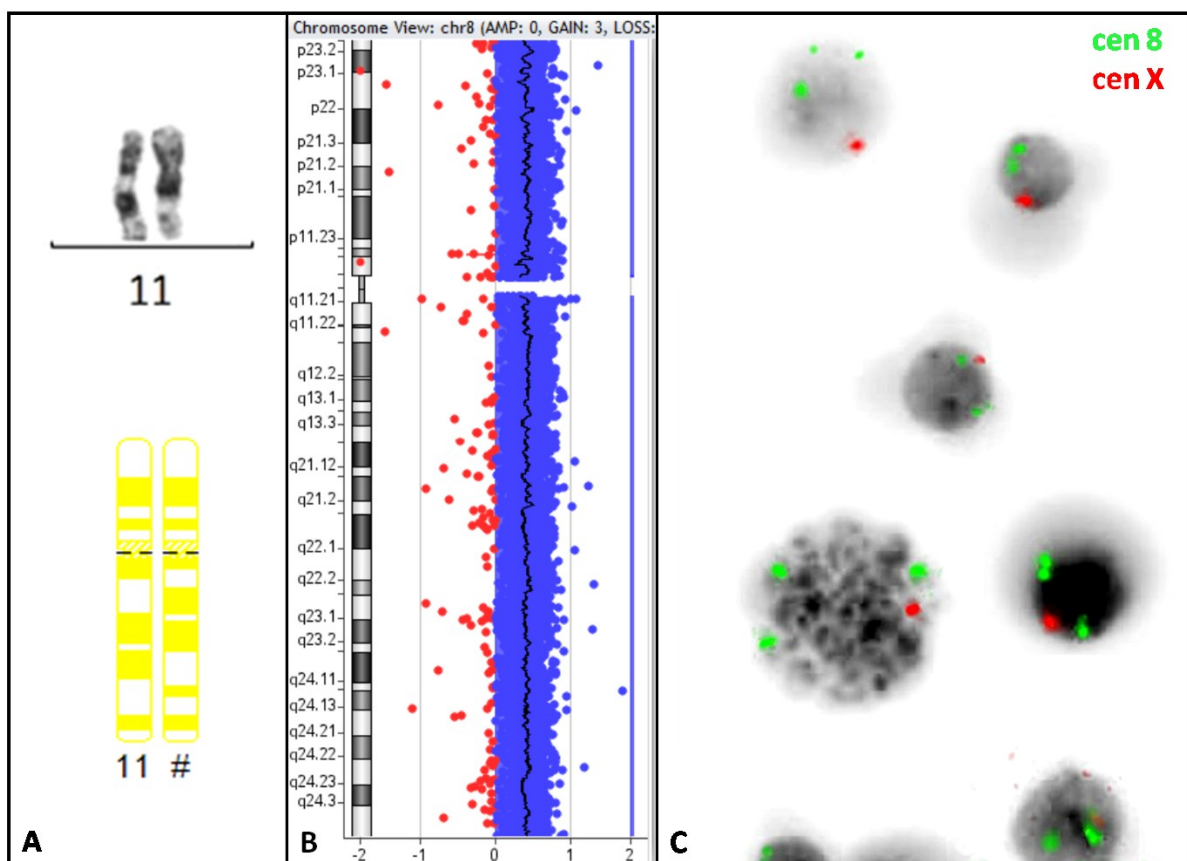 11
11 #
A
Chromosome View: chr8 (AMP: 0, GAIN: 3, LOSS:
p23.2
p23.1
p22
p21.3
p21.2
p21.1
p11.23
q11.21
q11.22
q12.2
q13.1
q13.3
q21.12
q21.2
q22.1
q22.2
q23.1
q23.2
q24.11
q24.13
q24.21
q24.22
q24.23
q24.3
-2 -1 0 1 2
B
cen 8
cen X
C